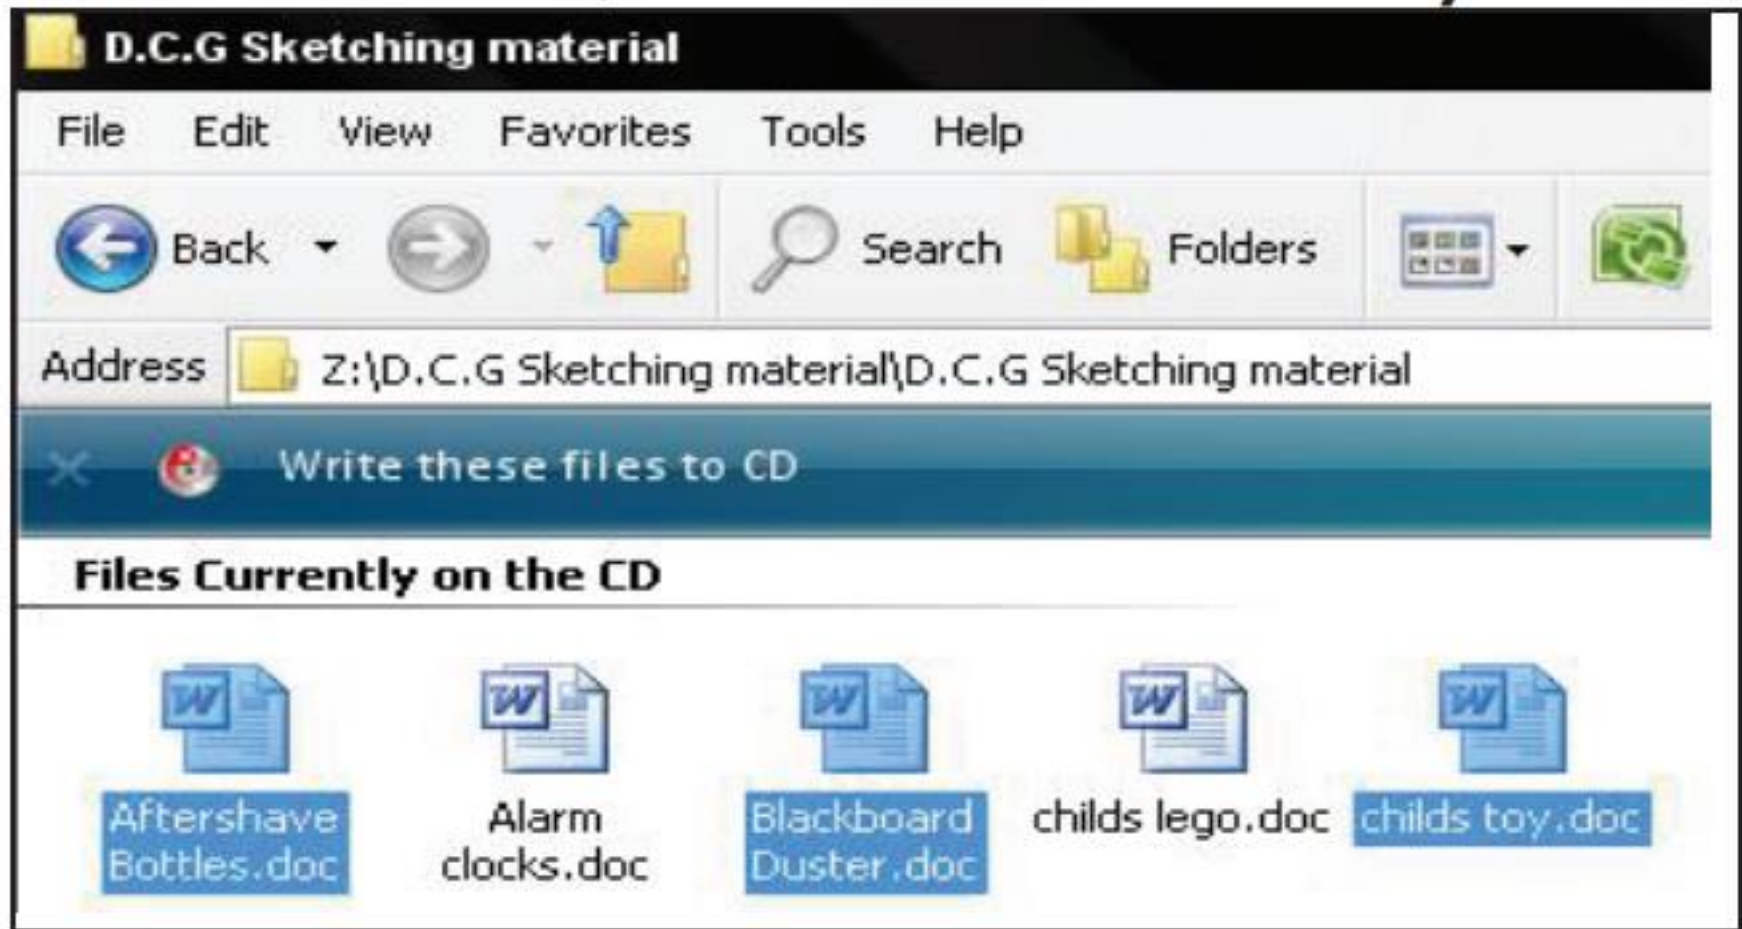 D.C.G Sketching material
File Edit View Favorites Tools Help
Back Search Folders
Address Z:\D.C.G Sketching material\D.C.G Sketching material
Write these files to CD
Files Currently on the CD
Aftershave Bottles.doc
Alarm clocks.doc
Blackboard Duster.doc
childs lego.doc
childs toy.doc